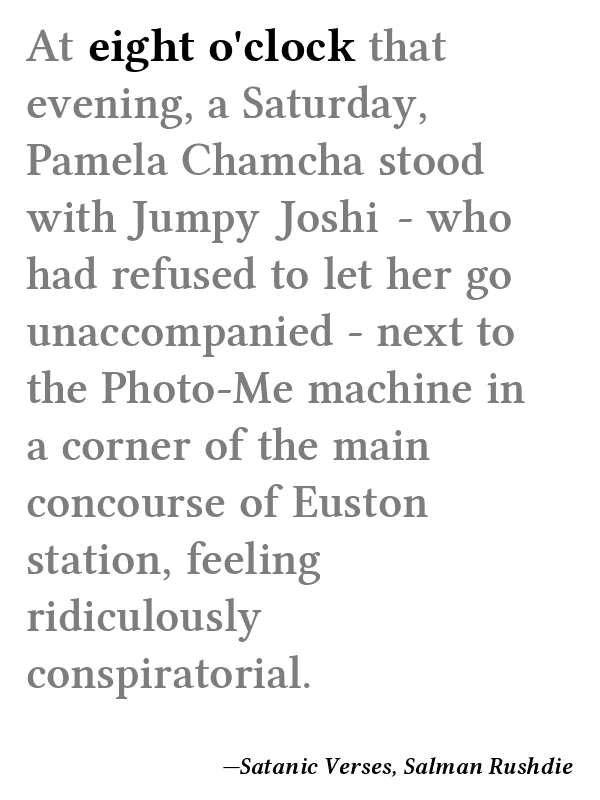 At eight o'clock that
evening, a Saturday,
Pamela Chamcha stood
with Jumpy Joshi - who
had refused to let her go
unaccompanied - next to
the Photo-Me machine in
a corner of the main
concourse of Euston
station, feeling
ridiculously
conspiratorial.
—Satanic Verses, Salman Rushdie